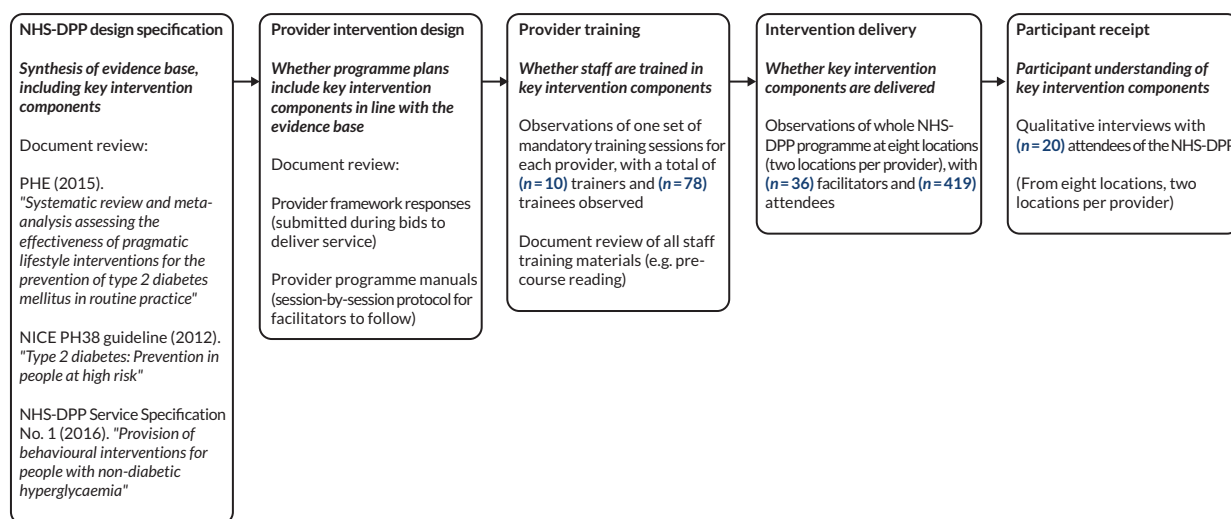 NHS-DPP design specification
Synthesis of evidence base,
including key intervention
components
Document review:
PHE (2015).
"Systematic review and meta-
analysis assessing the
effectiveness of pragmatic
lifestyle interventions for the
prevention of type 2 diabetes
mellitus in routine practice"
NICE PH38 guideline (2012).
"Type 2 diabetes: Prevention in
people at high risk"
NHS-DPP Service Specification
No. 1 (2016). "Provision of
behavioural interventions for
people with non-diabetic
hyperglycaemia"
Provider intervention design
Whether programme plans
include key intervention
components in line with the
evidence base
Document review:
Provider framework responses
(submitted during bids to
deliver service)
Provider programme manuals
(session-by-session protocol for
facilitators to follow)
Provider training
Whether staff are trained in
key intervention components
Observations of one set of
mandatory training sessions for
each provider, with a total of
(n=10) trainers and (n=78)
trainees observed
Document review of all staff
training materials (e.g. pre-
course reading)
Intervention delivery
Whether key intervention
components are delivered
Observations of whole NHS-
DPP programme at eight locations
(two locations per provider), with
(n=36) facilitators and (n=419)
attendees
Participant receipt
Participant understanding of
key intervention components
Qualitative interviews with
(n=20) attendees of the NHS-DPP
(From eight locations, two
locations per provider)